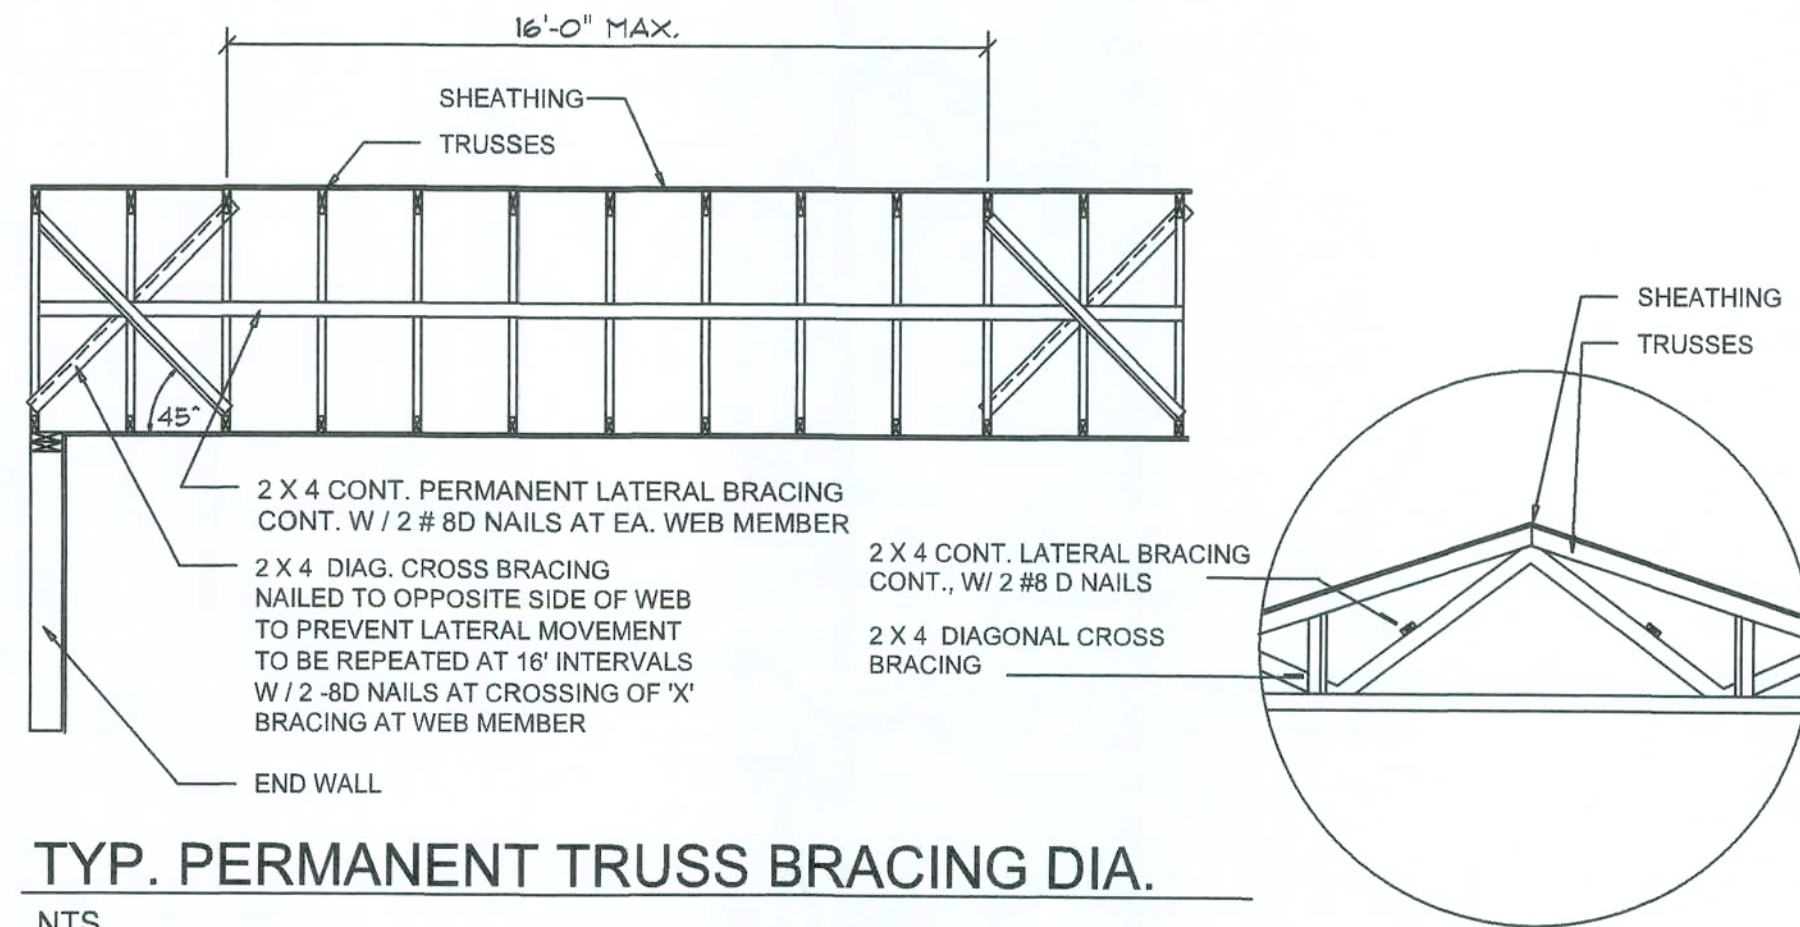 16'-0" MAX.
SHEATHING
TRUSSES
45°
2 X 4 CONT. PERMANENT LATERAL BRACING
CONT. W / 2 # 8D NAILS AT EA. WEB MEMBER
2 X 4 DIAG. CROSS BRACING
NAILED TO OPPOSITE SIDE OF WEB
TO PREVENT LATERAL MOVEMENT
TO BE REPEATED AT 16' INTERVALS
W / 2 -8D NAILS AT CROSSING OF 'X'
BRACING AT WEB MEMBER
END WALL
SHEATHING
TRUSSES
2 X 4 CONT. LATERAL BRACING
CONT., W/ 2 #8 D NAILS
2 X 4 DIAGONAL CROSS
BRACING
TYP. PERMANENT TRUSS BRACING DIA.
NTS